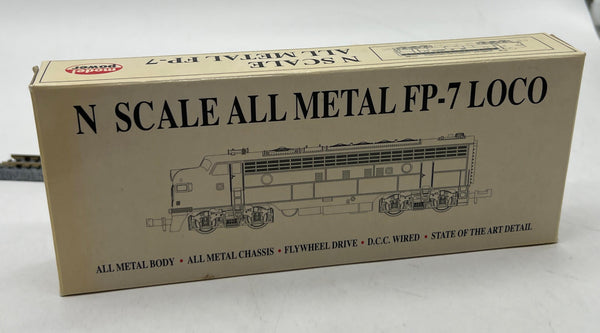 model
power
N SCALE
ALL METAL FP-7
N SCALE ALL METAL FP-7 LOCO
ALL METAL BODY • ALL METAL CHASSIS • FLYWHEEL DRIVE • D.C.C. WIRED • STATE OF THE ART DETAIL